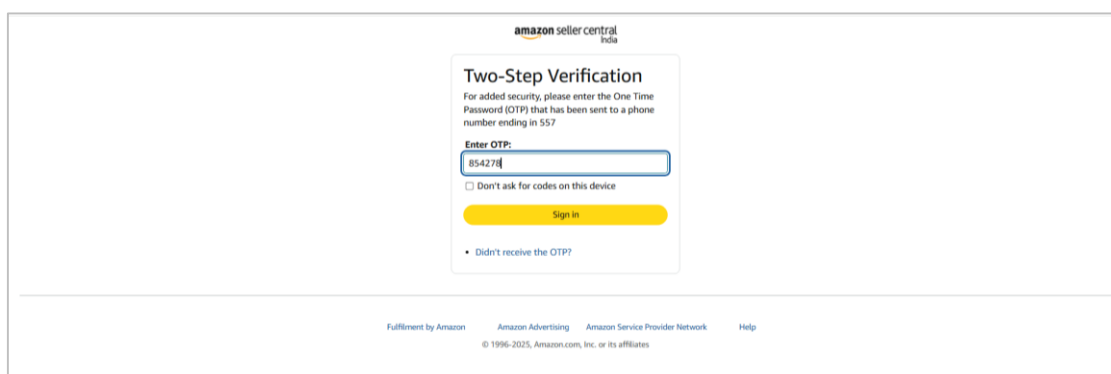 amazon seller central
India
Two-Step Verification
For added security, please enter the One Time
Password (OTP) that has been sent to a phone
number ending in 557
Enter OTP:
854278
Don't ask for codes on this device
Sign in
• Didn't receive the OTP?
Fulfilment by Amazon Amazon Advertising Amazon Service Provider Network Help
© 1996-2025, Amazon.com, Inc. or its affiliates